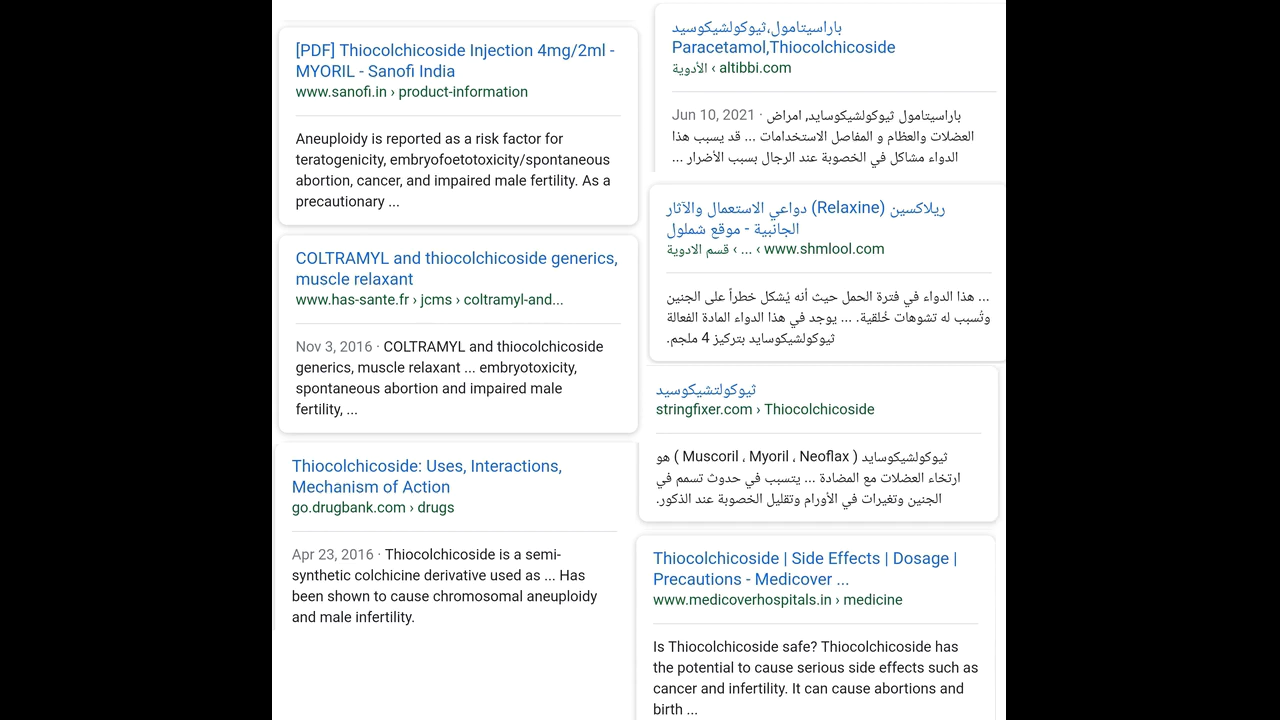 [PDF] Thiocolchicoside Injection 4mg/2ml -
MYORIL - Sanofi India
www.sanofi.in › product-information
Aneuploidy is reported as a risk factor for
teratogenicity, embryofoetotoxicity/spontaneous
abortion, cancer, and impaired male fertility. As a
precautionary ...
COLTRAMYL and thiocolchicoside generics,
muscle relaxant
www.has-sante.fr › jcms › coltramyl-and...
Nov 3, 2016 · COLTRAMYL and thiocolchicoside
generics, muscle relaxant ... embryotoxicity,
spontaneous abortion and impaired male
fertility, ...
Thiocolchicoside: Uses, Interactions,
Mechanism of Action
go.drugbank.com › drugs
Apr 23, 2016 · Thiocolchicoside is a semi-
synthetic colchicine derivative used as ... Has
been shown to cause chromosomal aneuploidy
and male infertility.
باراسيتامول،ثيوكولشيكوسيد
Paracetamol,Thiocolchicoside
altibbi.com › الأدوية
Jun 10, 2021 · باراسيتامول ثيوكولشيكوسايد, امراض
العضلات والعظام و المفاصل الاستخدامات ... قد يسبب هذا
الدواء مشاكل في الخصوبة عند الرجال بسبب الأضرار ...
ريلاكسين (Relaxine) دواعي الاستعمال والآثار
الجانبية - موقع شملول
www.shmlool.com › ... › قسم الادوية
... هذا الدواء في فترة الحمل حيث أنه يُشكل خطراً على الجنين
وتُسبب له تشوهات خُلقية. ... يوجد في هذا الدواء المادة الفعالة
ثيوكولشيكوسايد بتركيز 4 ملجم.
ثيوكولتشيكوسيد
stringfixer.com › Thiocolchicoside
ثيوكولشيكوسايد ( Muscoril ، Myoril ، Neoflax ) هو
ارتخاء العضلات مع المضادة ... يتسبب في حدوث تسمم في
الجنين وتغيرات في الأورام وتقليل الخصوبة عند الذكور.
Thiocolchicoside | Side Effects | Dosage |
Precautions - Medicover ...
www.medicoverhospitals.in › medicine
Is Thiocolchicoside safe? Thiocolchicoside has
the potential to cause serious side effects such as
cancer and infertility. It can cause abortions and
birth ...